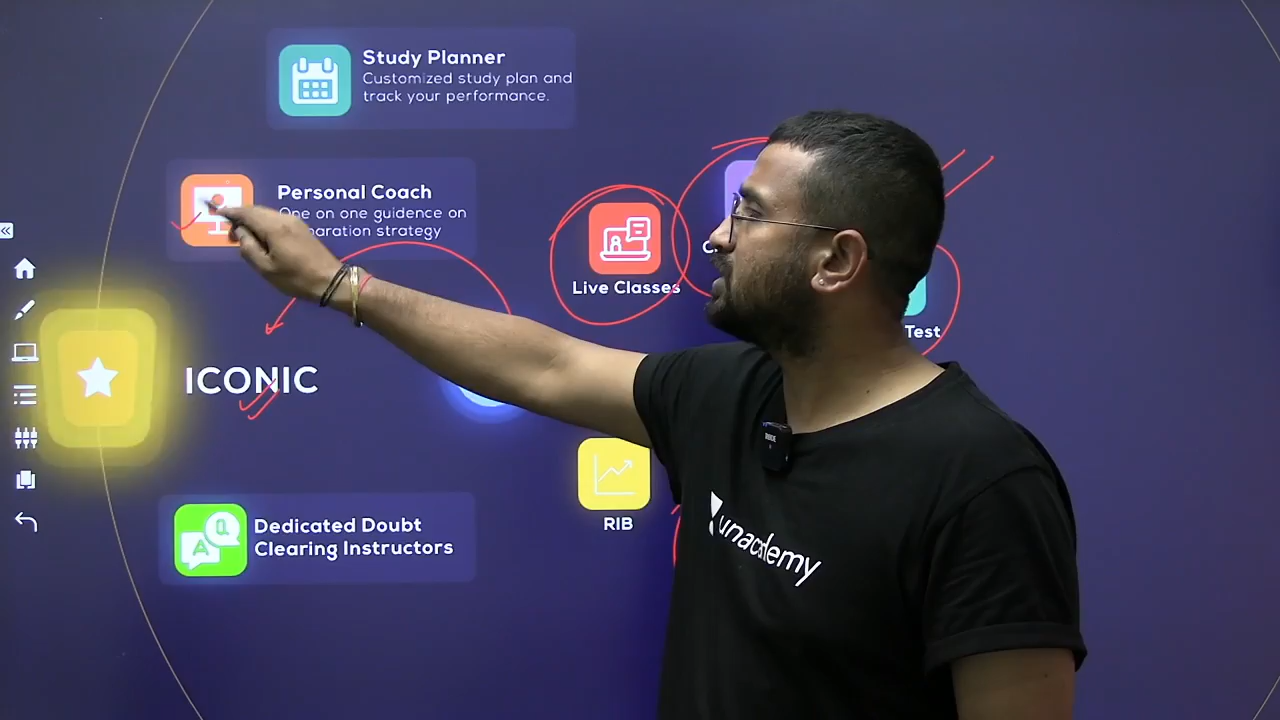 Study Planner
Customized study plan and
track your performance.
Personal Coach
One on one guidence on
strategy
Live Classes
Test
ICONIC
RIB
Dedicated Doubt
Clearing Instructors
unacademy